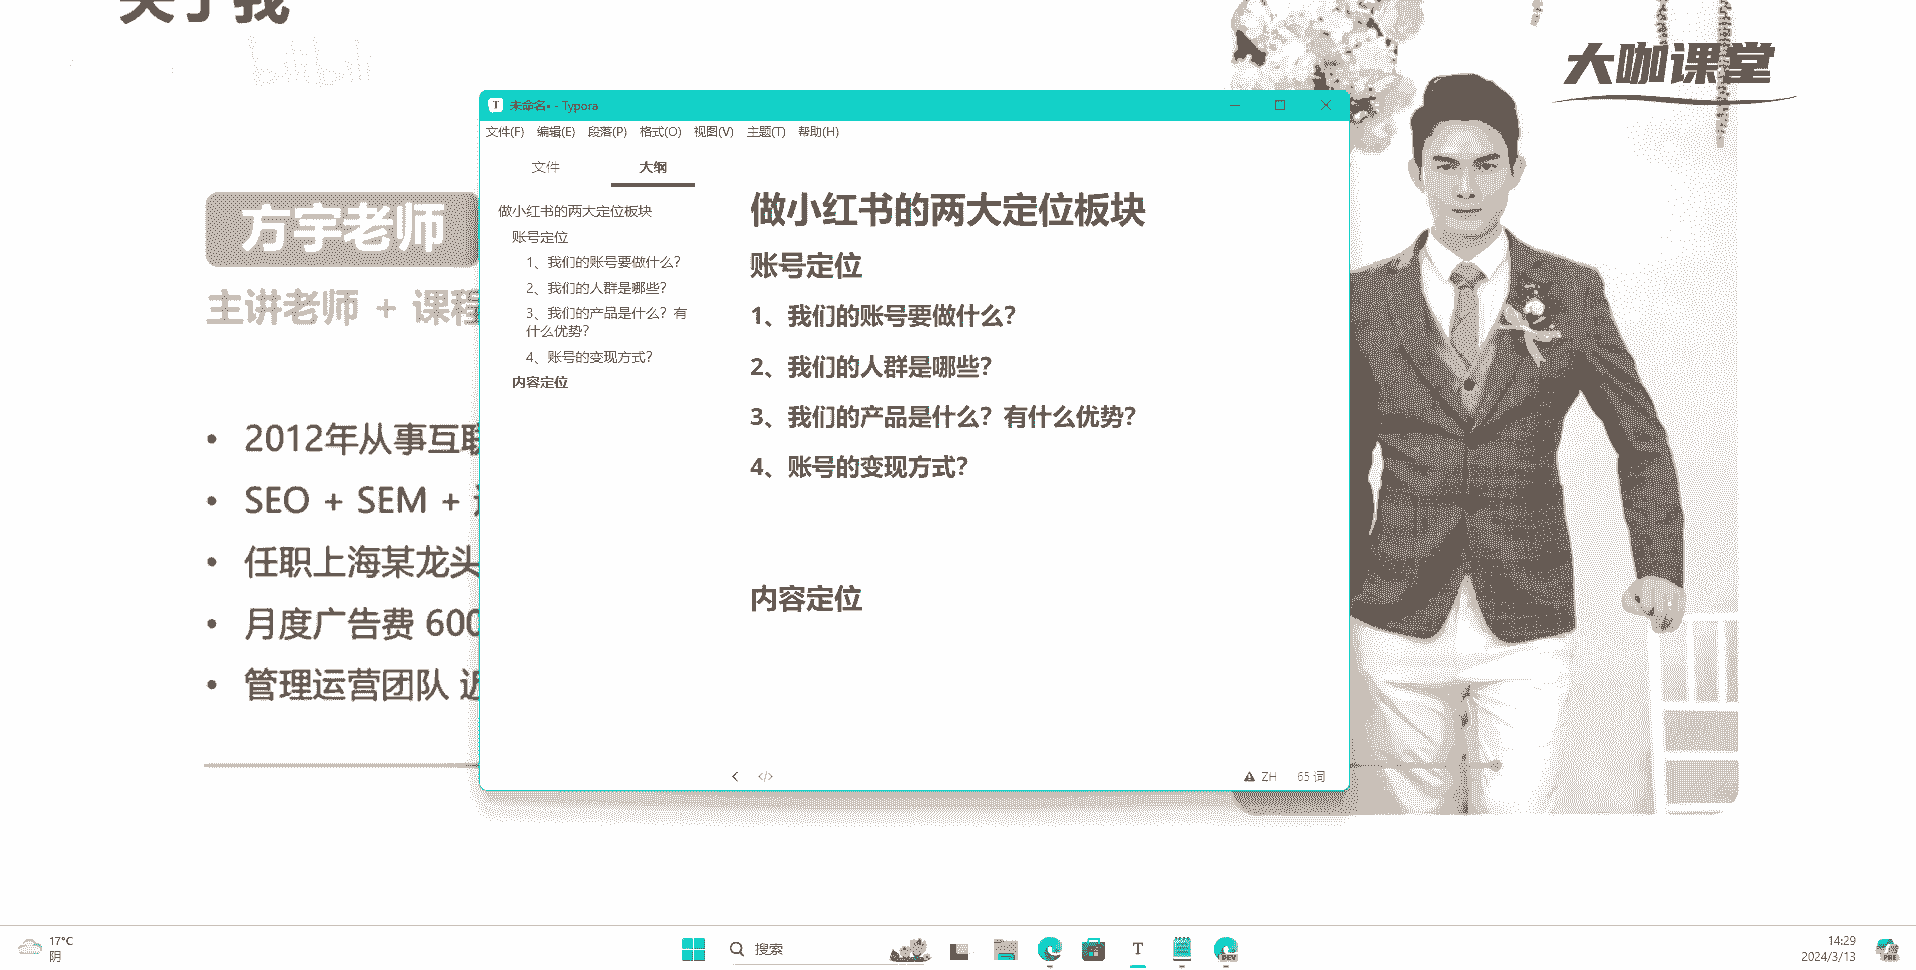 关于我
bilibili
大咖课堂
方宇老师
主讲老师 + 课程
2012年从事互联
SEO + SEM +
任职上海某龙头
月度广告费 600
管理运营团队 近
未命名• - Typora
文件(F) 编辑(E) 段落(P) 格式(O) 视图(V) 主题(T) 帮助(H)
文件 大纲
做小红书的两大定位板块
账号定位
1、我们的账号要做什么?
2、我们的人群是哪些?
3、我们的产品是什么？有
什么优势?
4、账号的变现方式?
内容定位
做小红书的两大定位板块
账号定位
1、我们的账号要做什么?
2、我们的人群是哪些?
3、我们的产品是什么？有什么优势?
4、账号的变现方式?
内容定位
ZH 65 词
17°C
阴
搜索
T
DEV
14:29
2024/3/13
PRE